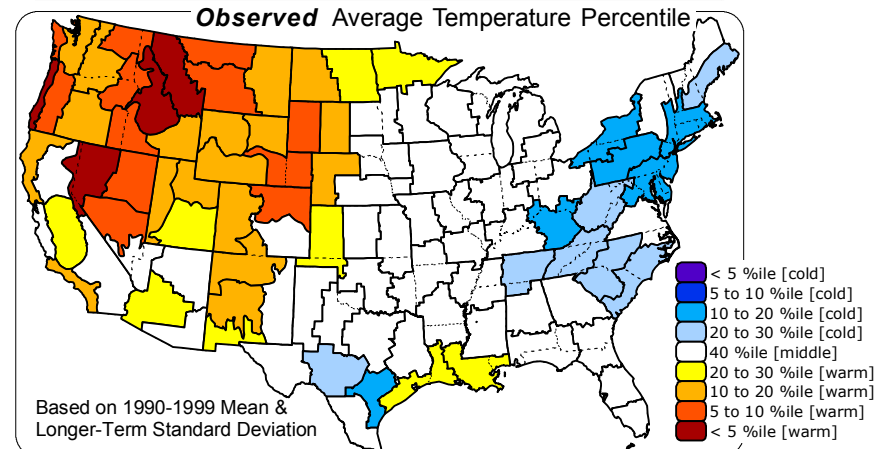 Observed Average Temperature Percentile
< 5 %ile [cold]
5 to 10 %ile [cold]
10 to 20 %ile [cold]
20 to 30 %ile [cold]
40 %ile [middle]
20 to 30 %ile [warm]
10 to 20 %ile [warm]
5 to 10 %ile [warm]
< 5 %ile [warm]
Based on 1990-1999 Mean &
Longer-Term Standard Deviation